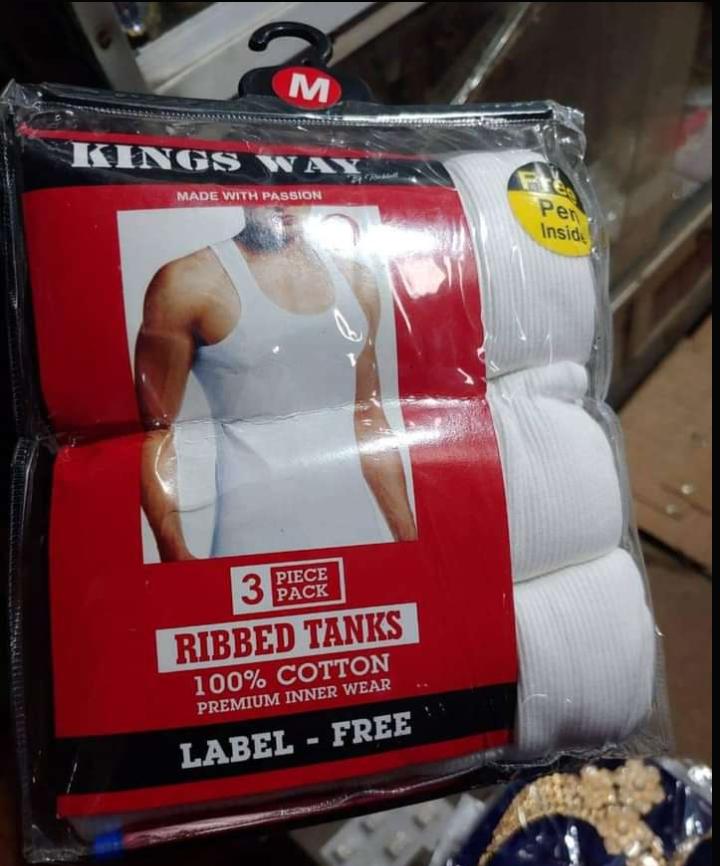 M
KINGS WAY
MADE WITH PASSION
Free
Pen
Inside
3 PIECE
PACK
RIBBED TANKS
100% COTTON
PREMIUM INNER WEAR
LABEL - FREE